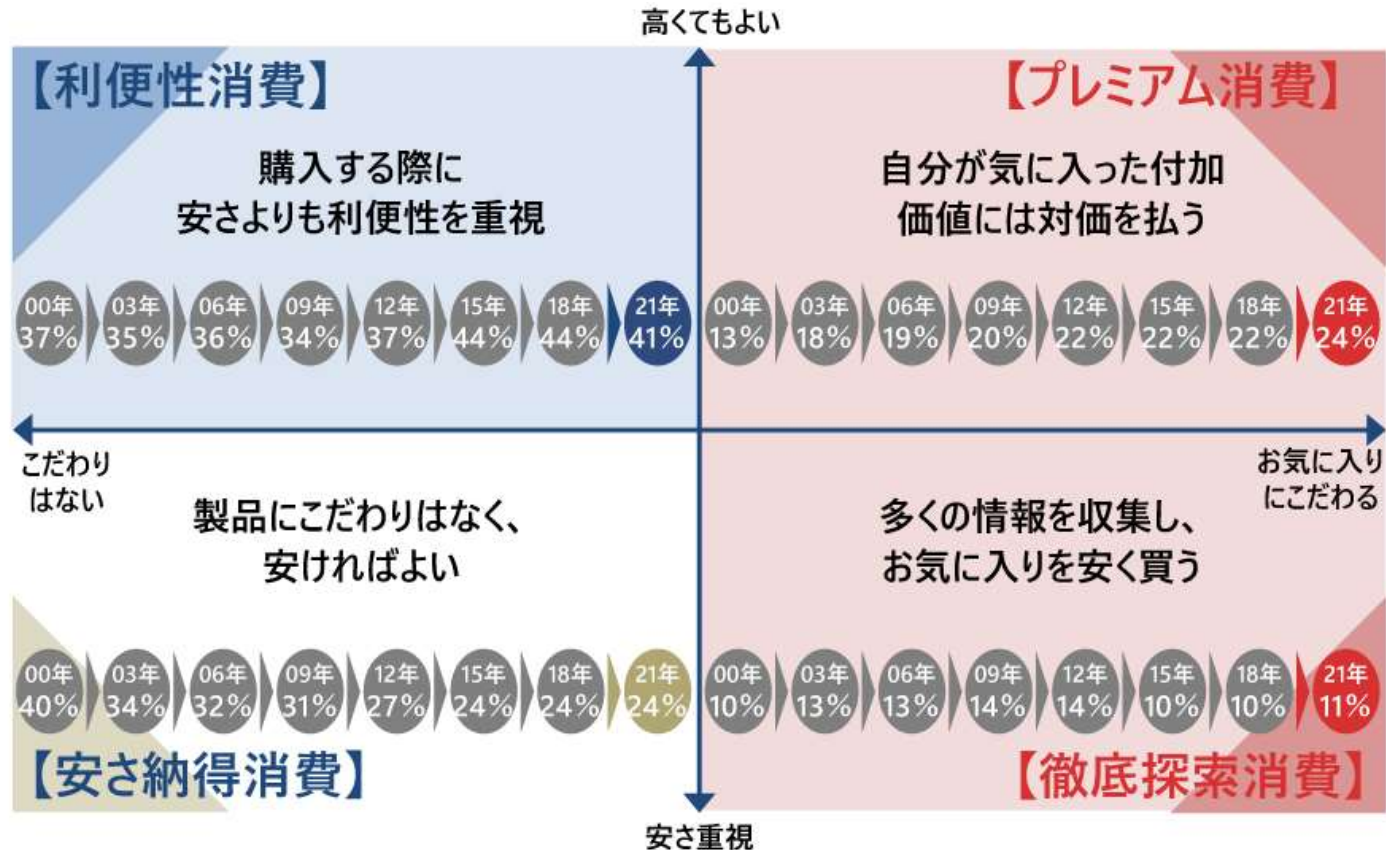 高くてもよい
【利便性消費】
購入する際に
安さよりも利便性を重視
00年 03年 06年 09年 12年 15年 18年 21年
37% 35% 36% 34% 37% 44% 44% 41%
【プレミアム消費】
自分が気に入った付加
価値には対価を払う
00年 03年 06年 09年 12年 15年 18年 21年
13% 18% 19% 20% 22% 22% 22% 24%
こだわり
はない
お気に入り
にこだわる
製品にこだわりはなく、
安ければよい
00年 03年 06年 09年 12年 15年 18年 21年
40% 34% 32% 31% 27% 24% 24% 24%
【安さ納得消費】
多くの情報を収集し、
お気に入りを安く買う
00年 03年 06年 09年 12年 15年 18年 21年
10% 13% 13% 14% 14% 10% 10% 11%
【徹底探索消費】
安さ重視